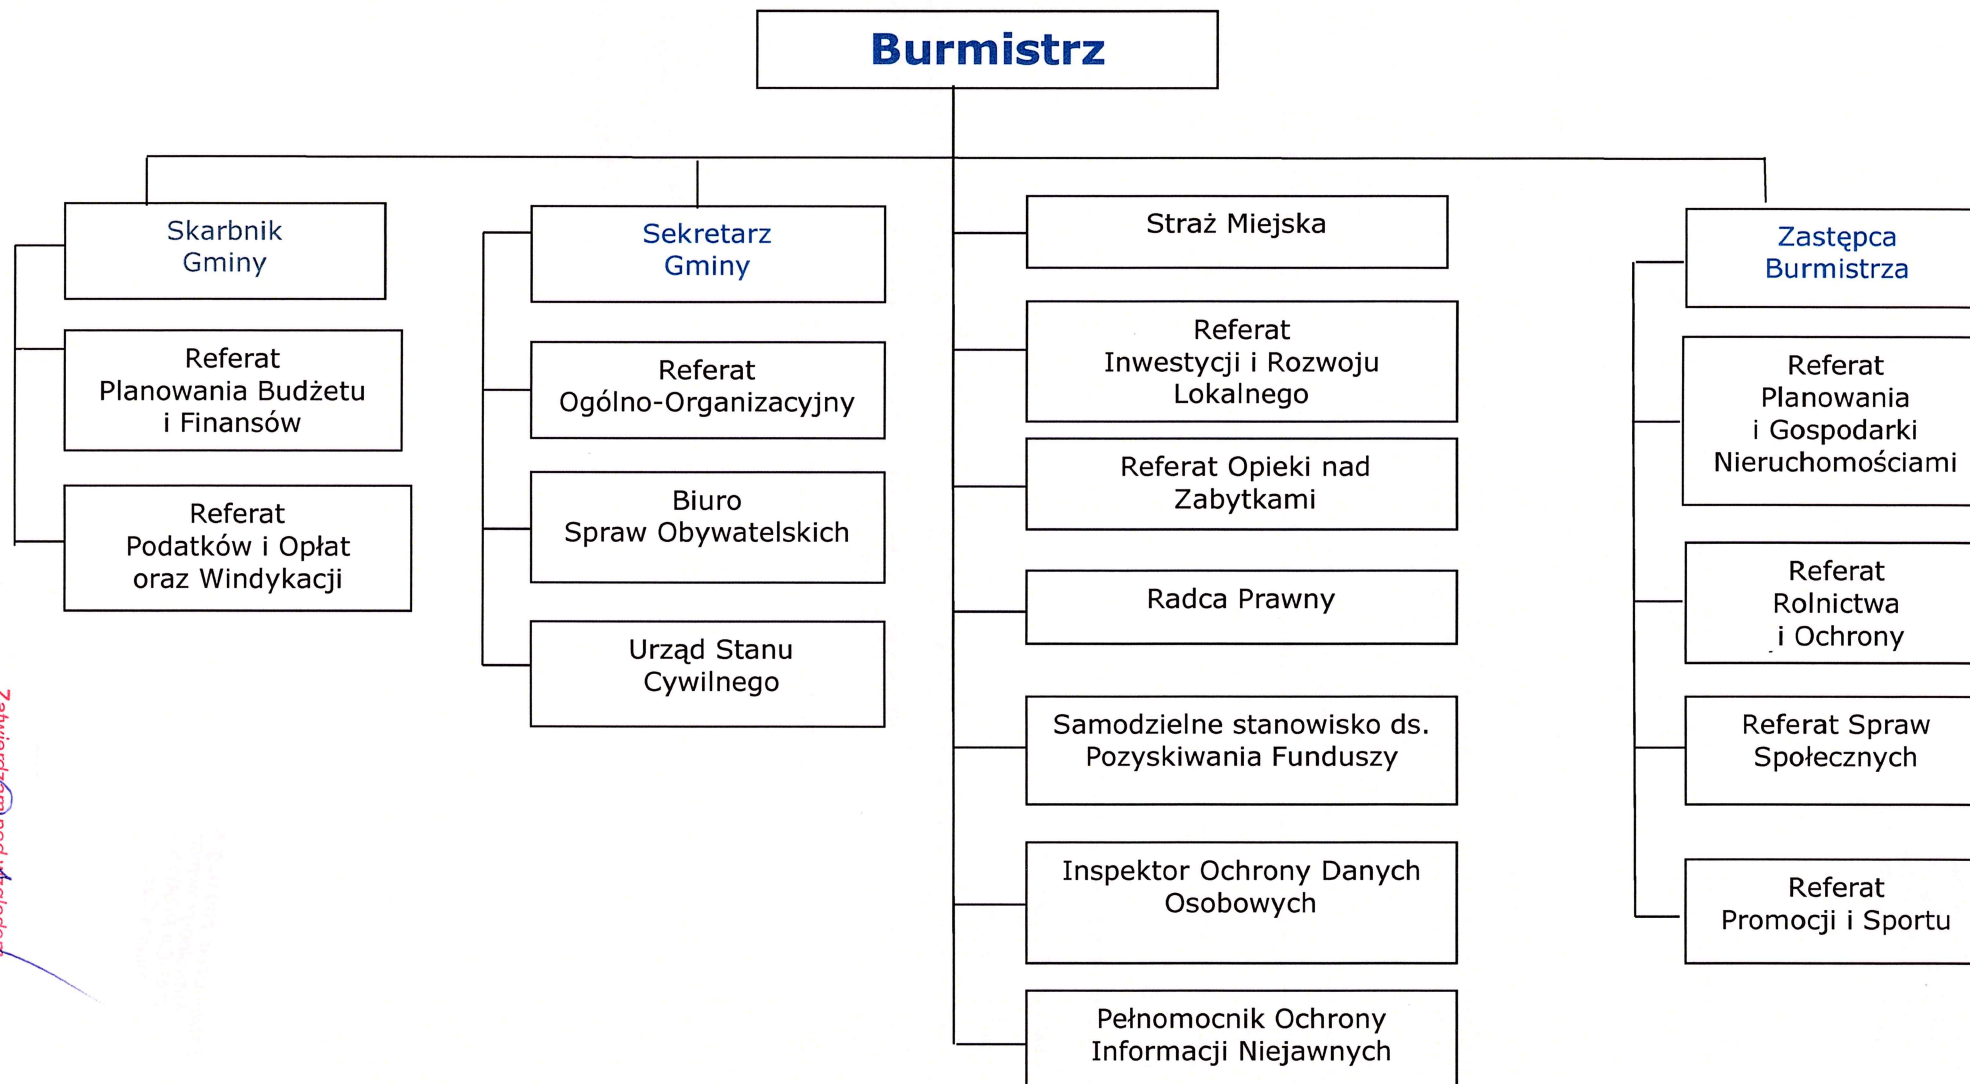 Burmistrz
Skarbnik
Gminy
Referat
Planowania Budżetu
i Finansów
Referat
Podatków i Opłat
oraz Windykacji
Sekretarz
Gminy
Referat
Ogólno-Organizacyjny
Biuro
Spraw Obywatelskich
Urząd Stanu
Cywilnego
Straż Miejska
Referat
Inwestycji i Rozwoju
Lokalnego
Referat Opieki nad
Zabytkami
Radca Prawny
Samodzielne stanowisko ds.
Pozyskiwania Funduszy
Inspektor Ochrony Danych
Osobowych
Pełnomocnik Ochrony
Informacji Niejawnych
Zastępca
Burmistrza
Referat
Planowania
i Gospodarki
Nieruchomościami
Referat
Rolnictwa
i Ochrony
Referat Spraw
Społecznych
Referat
Promocji i Sportu